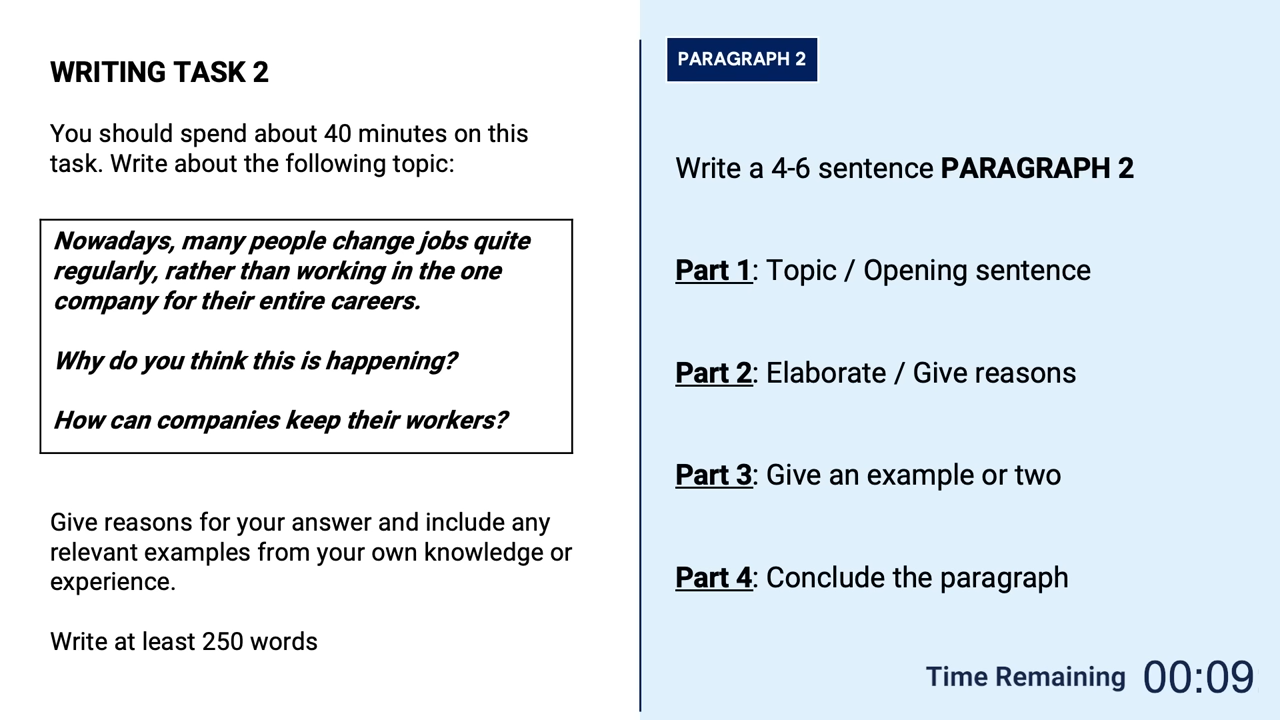 WRITING TASK 2
You should spend about 40 minutes on this
task. Write about the following topic:
Nowadays, many people change jobs quite
regularly, rather than working in the one
company for their entire careers.
Why do you think this is happening?
How can companies keep their workers?
Give reasons for your answer and include any
relevant examples from your own knowledge or
experience.
Write at least 250 words
PARAGRAPH 2
Write a 4-6 sentence PARAGRAPH 2
Part 1: Topic / Opening sentence
Part 2: Elaborate / Give reasons
Part 3: Give an example or two
Part 4: Conclude the paragraph
Time Remaining 00:09